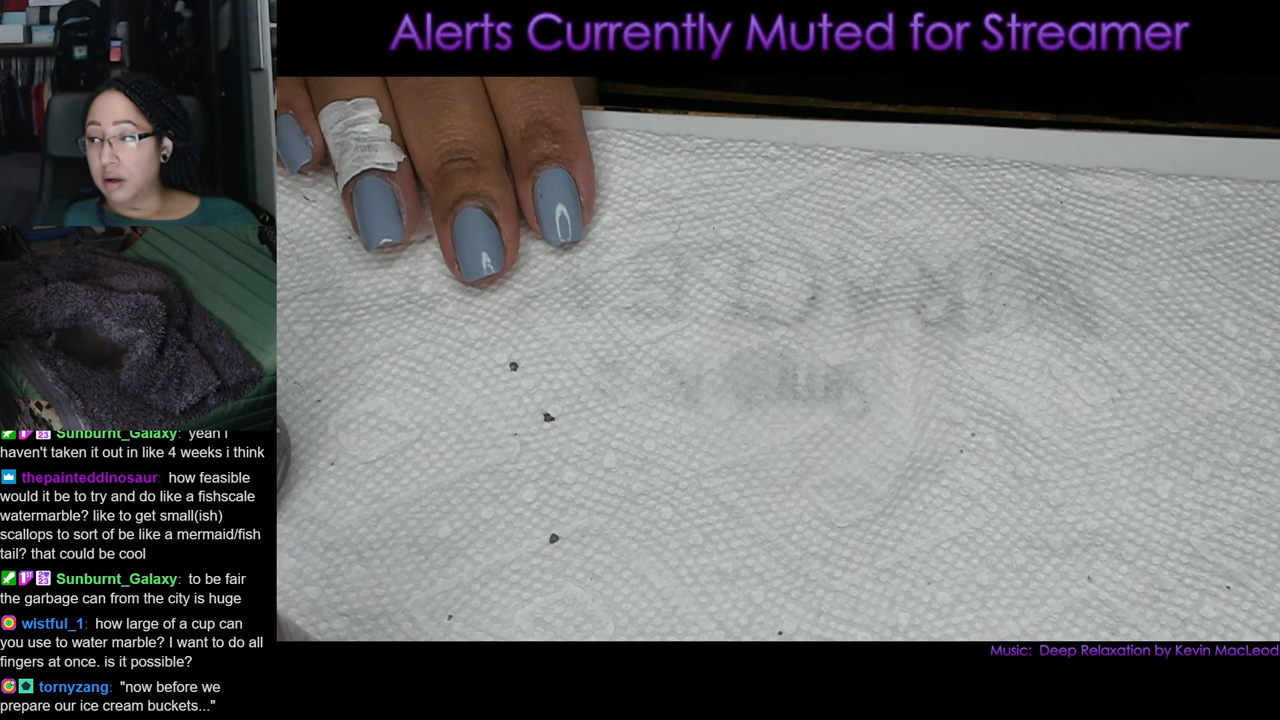 Alerts Currently Muted for Streamer
Sunburnt_Galaxy: yeah i
haven't taken it out in like 4 weeks i think
thepainteddinosaur: how feasible
would it be to try and do like a fishscale
watermarble? like to get small(ish)
scallops to sort of be like a mermaid/fish
tail? that could be cool
Sunburnt_Galaxy: to be fair
the garbage can from the city is huge
wistful_1: how large of a cup can
you use to water marble? I want to do all
fingers at once. is it possible?
tornyzang: "now before we
prepare our ice cream buckets..."
Music: Deep Relaxation by Kevin MacLeod